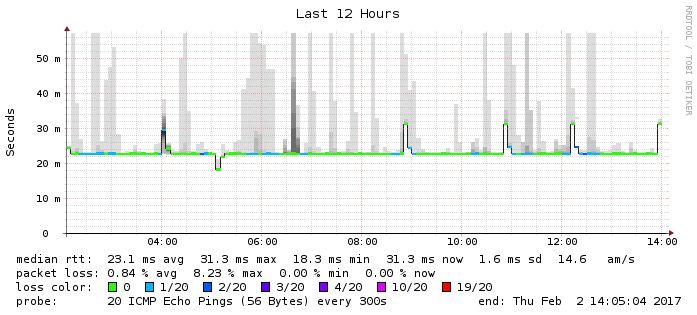 Last 12 Hours
RRDTOOL / TOBI OETIKER
Seconds
50 m
40 m
30 m
20 m
10 m
0
04:00 06:00 08:00 10:00 12:00 14:00
median rtt: 23.1 ms avg 31.3 ms max 18.3 ms min 31.3 ms now 1.6 ms sd 14.6 am/s
packet loss: 0.84 % avg 8.23 % max 0.00 % min 0.00 % now
loss color: 0 1/20 2/20 3/20 4/20 10/20 19/20
probe: 20 ICMP Echo Pings (56 Bytes) every 300s end: Thu Feb 2 14:05:04 2017